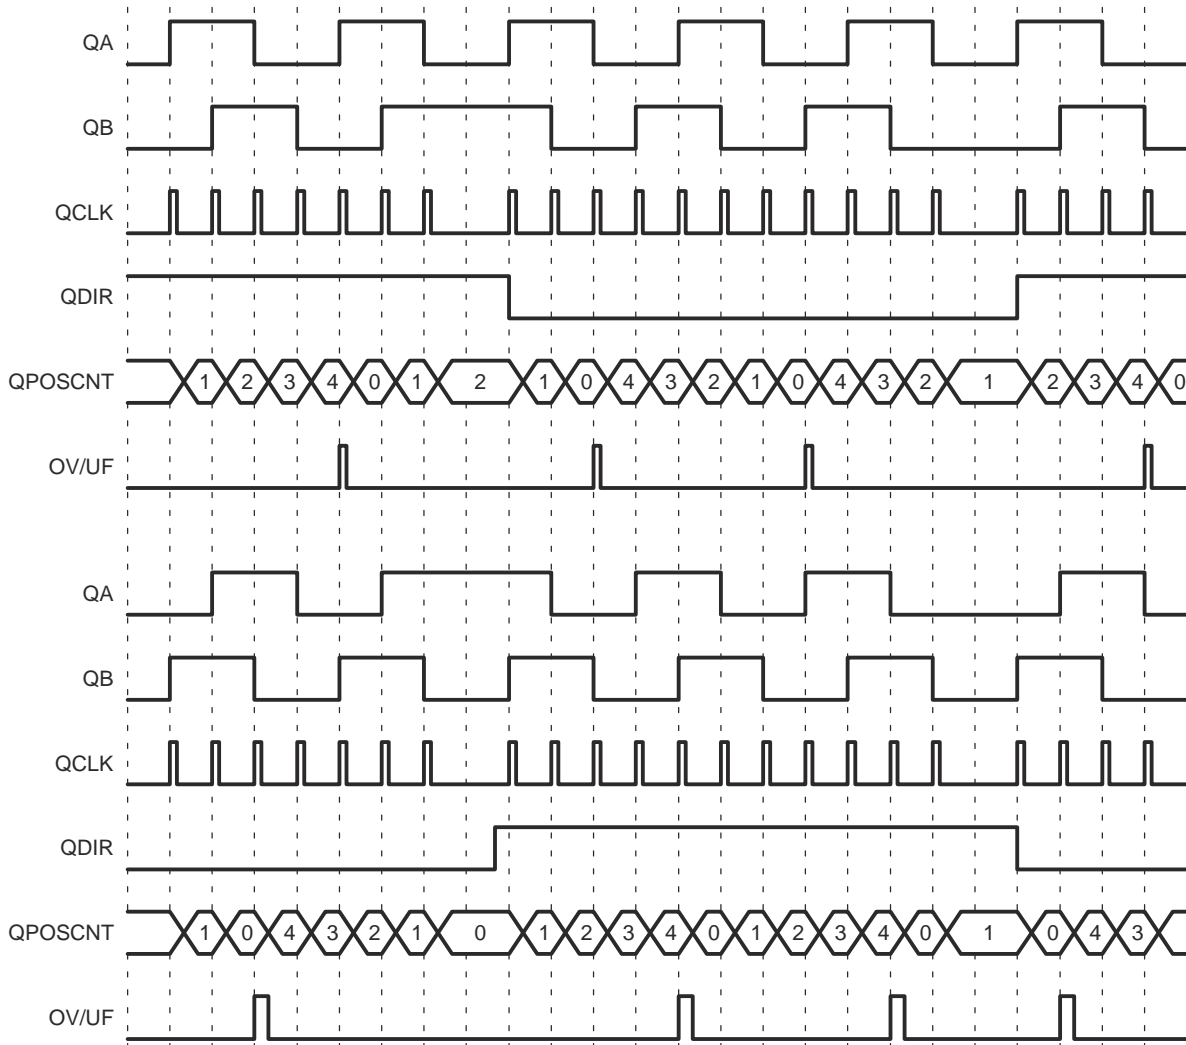 QA
QB
QCLK
QDIR
QPOSCNT 1 2 3 4 0 1 2 1 0 4 3 2 1 0 4 3 2 1 2 3 4 0
OV/UF
QA
QB
QCLK
QDIR
QPOSCNT 1 0 4 3 2 1 0 1 2 3 4 0 1 2 3 4 0 1 0 4 3
OV/UF